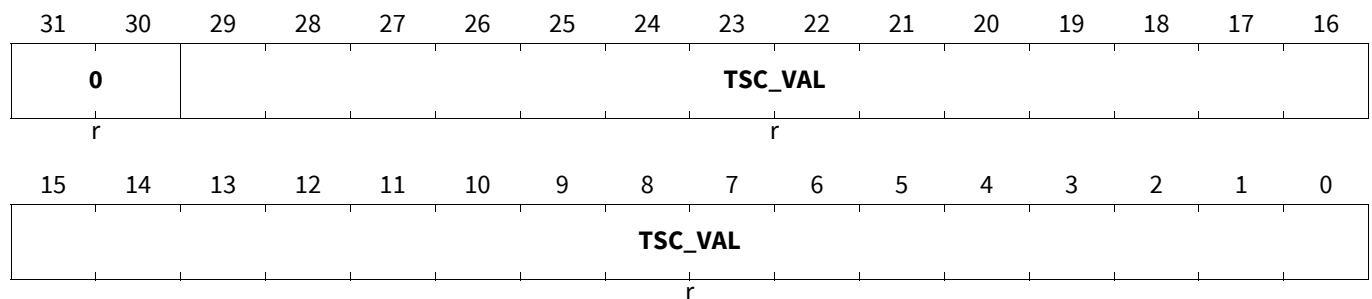 31 30 29 28 27 26 25 24 23 22 21 20 19 18 17 16
0 TSC_VAL
r r
15 14 13 12 11 10 9 8 7 6 5 4 3 2 1 0
TSC_VAL
r